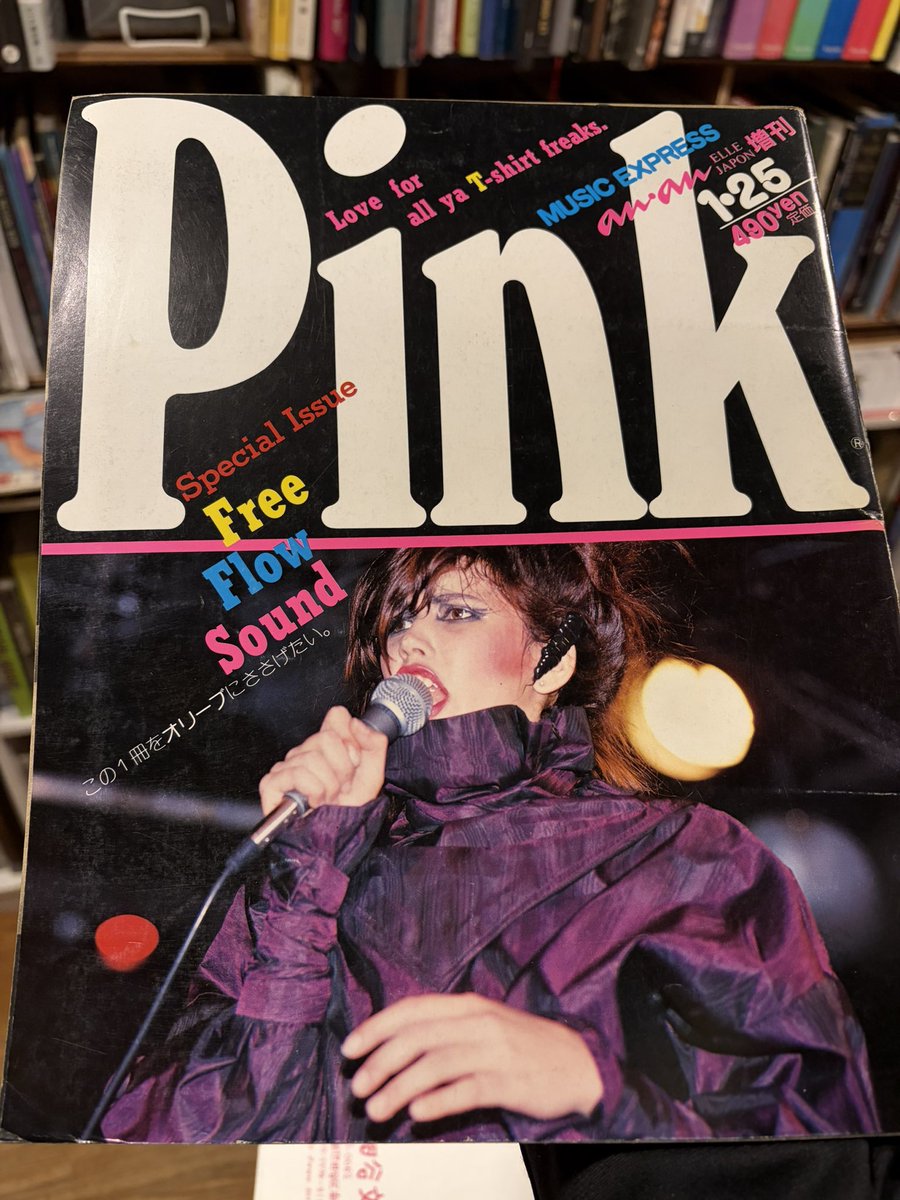 Pink
Love for
all ya T-shirt freaks.
MUSIC EXPRESS
an·an
ELLE
JAPON
増刊
1·25
490yen
定価
®
Special Issue
Free
Flow
Sound
この1冊をオリーブにささげたい。